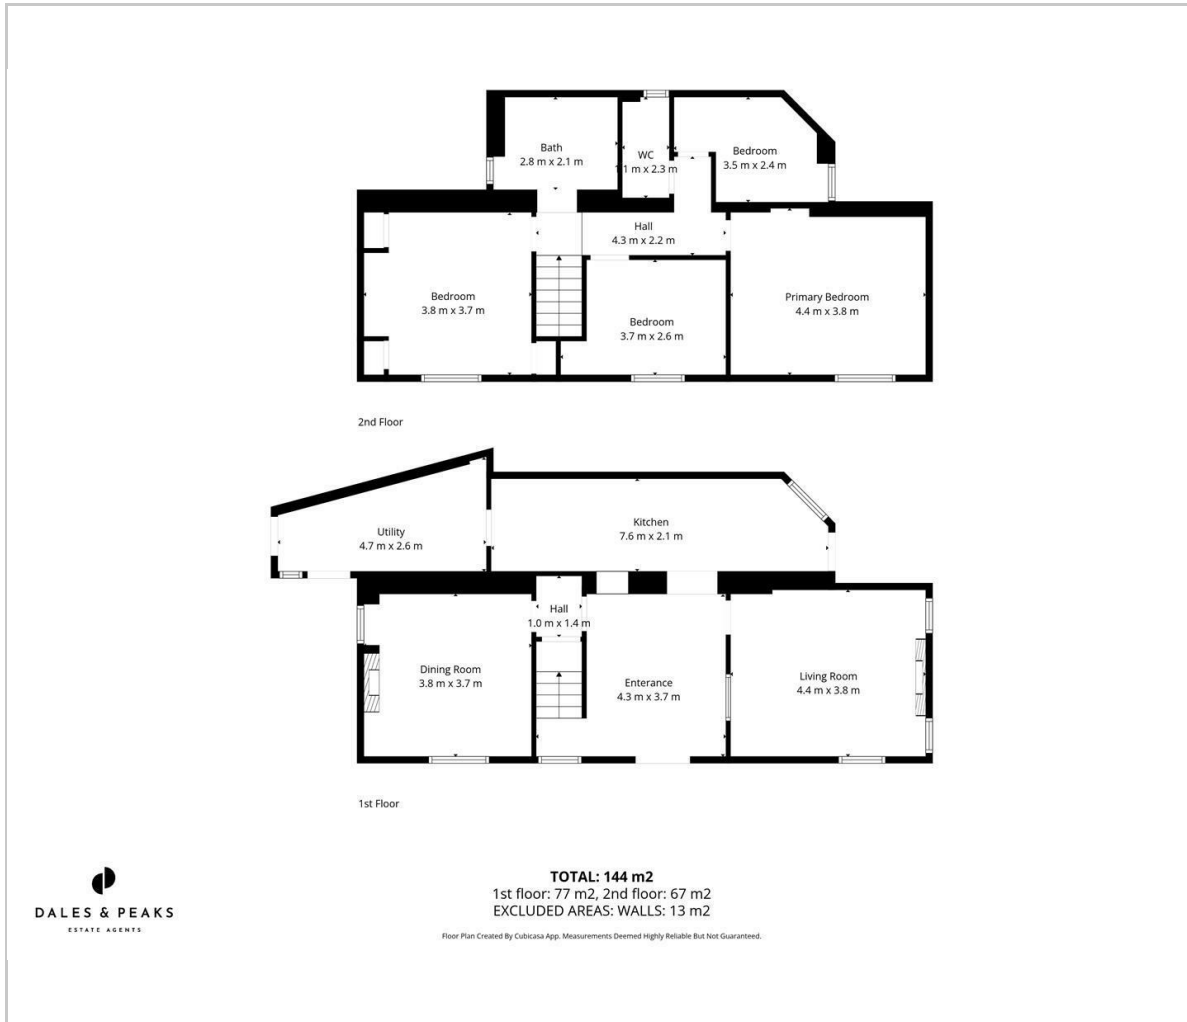 Bath
2.8 m x 2.1 m
WC
1.1 m x 2.3 m
Bedroom
3.5 m x 2.4 m
Hall
4.3 m x 2.2 m
Bedroom
3.8 m x 3.7 m
Bedroom
3.7 m x 2.6 m
Primary Bedroom
4.4 m x 3.8 m
2nd Floor
Utility
4.7 m x 2.6 m
Kitchen
7.6 m x 2.1 m
Hall
1.0 m x 1.4 m
Dining Room
3.8 m x 3.7 m
Entrance
4.3 m x 3.7 m
Living Room
4.4 m x 3.8 m
1st Floor
DALES & PEAKS
ESTATE AGENTS
TOTAL: 144 m2
1st floor: 77 m2, 2nd floor: 67 m2
EXCLUDED AREAS: WALLS: 13 m2
Floor Plan Created By Cubicasa App. Measurements Deemed Highly Reliable But Not Guaranteed.